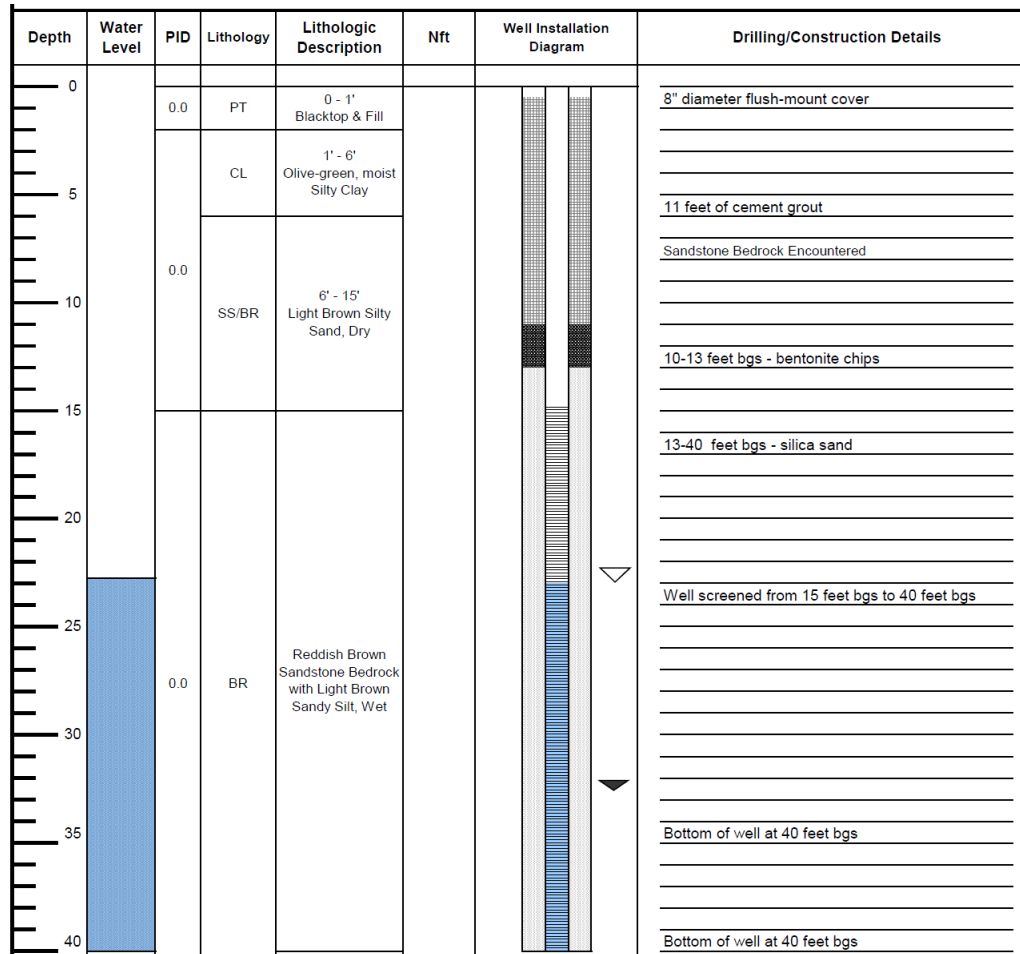 Depth
Water
Level
PID
Lithology
Lithologic
Description
Nft
Well Installation
Diagram
Drilling/Construction Details
0
0.0
PT
0 - 1'
Blacktop & Fill
8" diameter flush-mount cover
CL
1' - 6'
Olive-green, moist
Silty Clay
5
11 feet of cement grout
Sandstone Bedrock Encountered
0.0
10
SS/BR
6' - 15'
Light Brown Silty
Sand, Dry
10-13 feet bgs - bentonite chips
15
13-40 feet bgs - silica sand
20
Well screened from 15 feet bgs to 40 feet bgs
25
0.0
BR
Reddish Brown
Sandstone Bedrock
with Light Brown
Sandy Silt, Wet
30
35
Bottom of well at 40 feet bgs
40
Bottom of well at 40 feet bgs